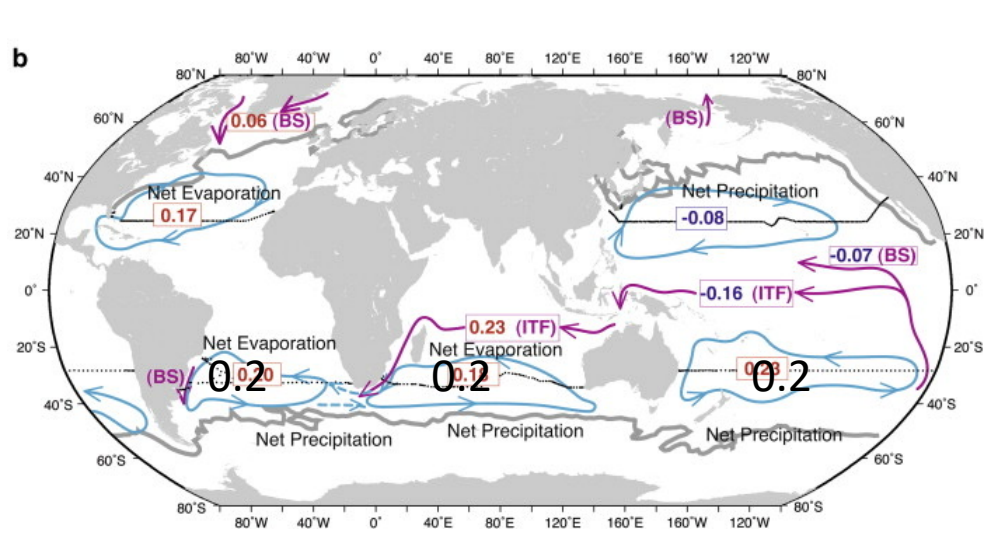 b
80°W 40°W 0° 40°E 80°E 120°E 160°E 160°W 120°W
80°N 80°N
60°N 0.06 (BS) (BS) 60°N
40°N 40°N
Net Evaporation Net Precipitation
0.17 -0.08
20°N 20°N
-0.07 (BS)
0° -0.16 (ITF) 0°
0.23 (ITF)
20°S Net Evaporation Net Evaporation 20°S
(BS) 0.2 0.2 0.2
40°S 40°S
Net Precipitation Net Precipitation Net Precipitation
60°S 60°S
80°S 80°S
80°W 40°W 0° 40°E 80°E 120°E 160°E 160°W 120°W